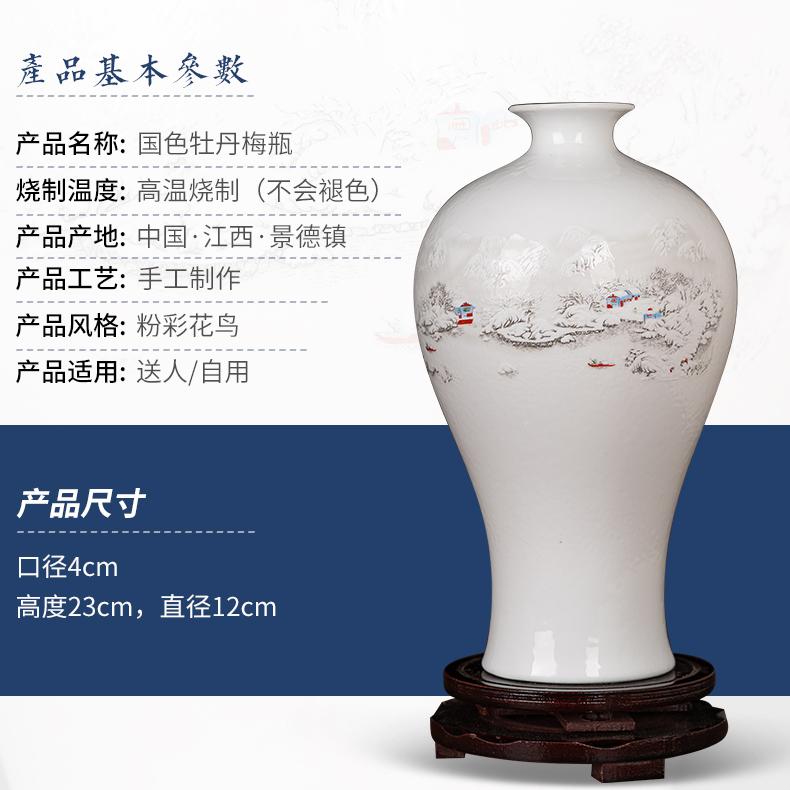 產品基本參數
产品名称: 国色牡丹梅瓶
烧制温度: 高温烧制（不会褪色）
产品产地: 中国·江西·景德镇
产品工艺: 手工制作
产品风格: 粉彩花鸟
产品适用: 送人/自用
产品尺寸
口径4cm
高度23cm，直径12cm